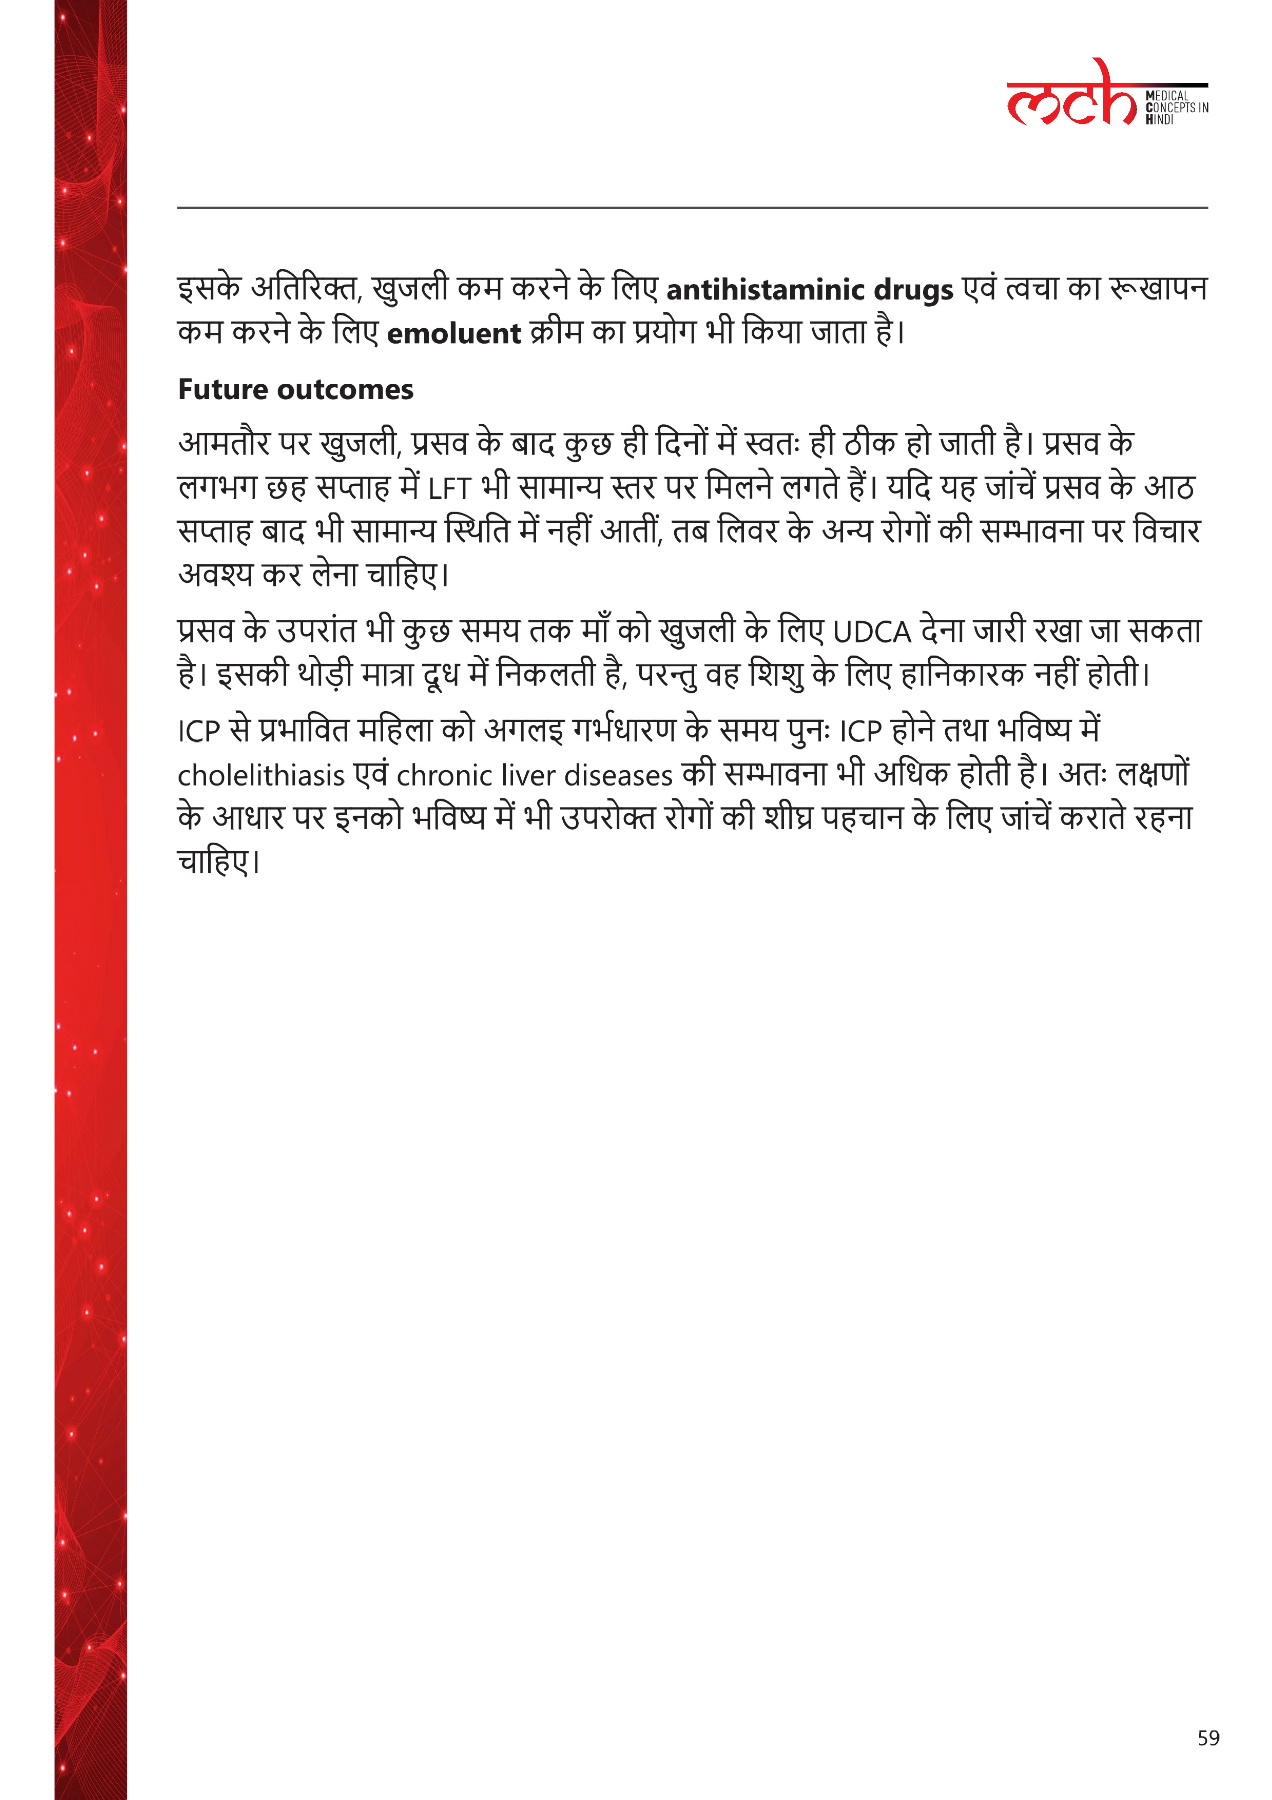 mch
MEDICAL
CONCEPTS IN
HINDI
इसके अतिरिक्त, खुजली कम करने के लिए antihistaminic drugs एवं त्वचा का रूखापन
कम करने के लिए emoluent क्रीम का प्रयोग भी किया जाता है।
Future outcomes
आमतौर पर खुजली, प्रसव के बाद कुछ ही दिनों में स्वतः ही ठीक हो जाती है। प्रसव के
लगभग छह सप्ताह में LFT भी सामान्य स्तर पर मिलने लगते हैं। यदि यह जांचें प्रसव के आठ
सप्ताह बाद भी सामान्य स्थिति में नहीं आतीं, तब लिवर के अन्य रोगों की सम्भावना पर विचार
अवश्य कर लेना चाहिए।
प्रसव के उपरांत भी कुछ समय तक माँ को खुजली के लिए UDCA देना जारी रखा जा सकता
है। इसकी थोड़ी मात्रा दूध में निकलती है, परन्तु वह शिशु के लिए हानिकारक नहीं होती।
ICP से प्रभावित महिला को अगलइ गर्भधारण के समय पुनः ICP होने तथा भविष्य में
cholelithiasis एवं chronic liver diseases की सम्भावना भी अधिक होती है। अतः लक्षणों
के आधार पर इनको भविष्य में भी उपरोक्त रोगों की शीघ्र पहचान के लिए जांचें कराते रहना
चाहिए।
59